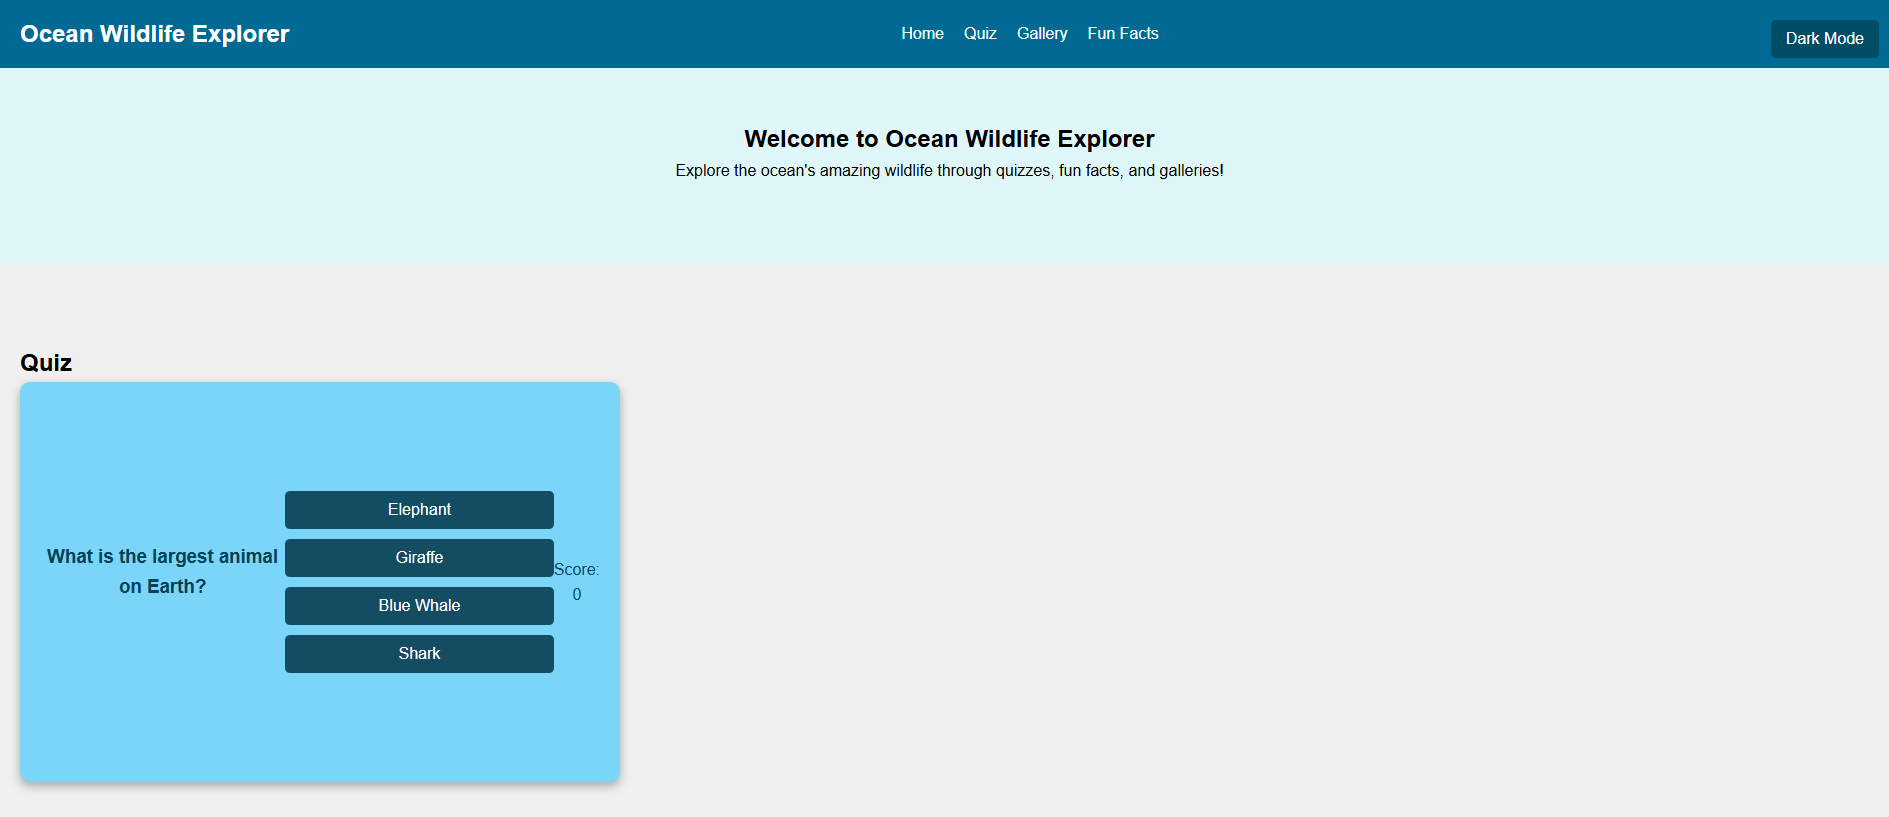 Ocean Wildlife Explorer
Home Quiz Gallery Fun Facts
Dark Mode
Welcome to Ocean Wildlife Explorer
Explore the ocean's amazing wildlife through quizzes, fun facts, and galleries!
Quiz
What is the largest animal
on Earth?
Elephant
Giraffe
Blue Whale
Shark
Score:
0